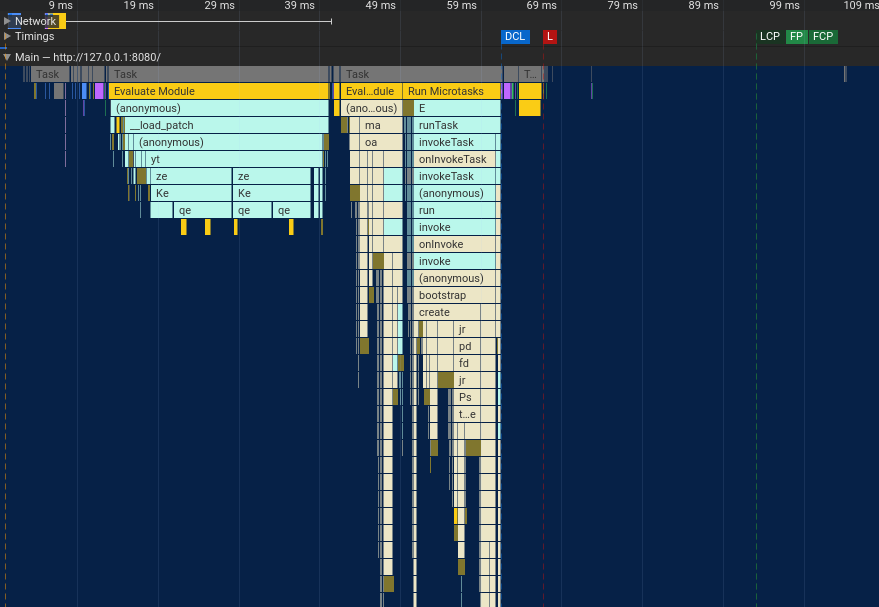 9 ms 19 ms 29 ms 39 ms 49 ms 59 ms 69 ms 79 ms 89 ms 99 ms 109 ms
Network
Timings DCL L LCP FP FCP
Main — http://127.0.0.1:8080/
Task Task Task T...
Evaluate Module Eval...dule Run Microtasks
(anonymous) (ano...ous) E
__load_patch ma runTask
(anonymous) oa invokeTask
yt onInvokeTask
ze ze invokeTask
Ke Ke (anonymous)
qe qe qe run
invoke
onInvoke
invoke
(anonymous)
bootstrap
create
jr
pd
fd
jr
Ps
t...e